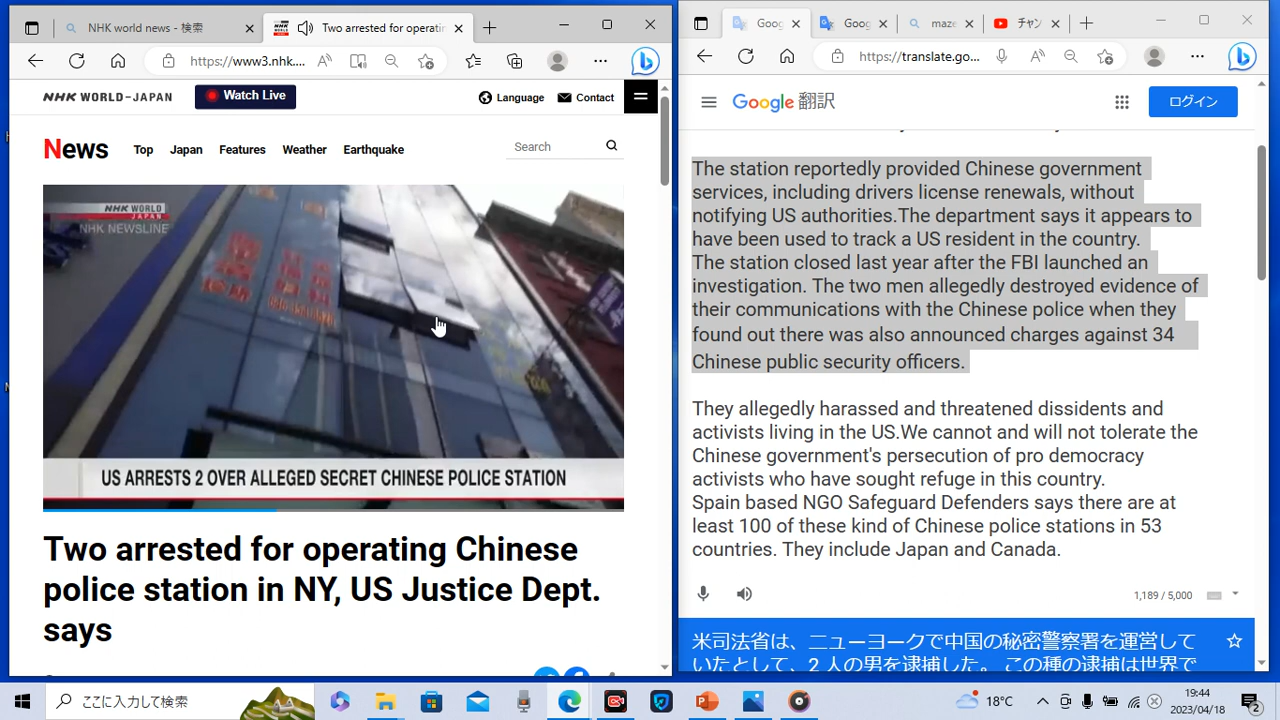 NHK world news - 検索
Two arrested for operatin
https://www3.nhk....
NHK WORLD-JAPAN
Watch Live
Language
Contact
News
Top
Japan
Features
Weather
Earthquake
Search
NHK WORLD
JAPAN
NHK NEWSLINE
US ARRESTS 2 OVER ALLEGED SECRET CHINESE POLICE STATION
Two arrested for operating Chinese
police station in NY, US Justice Dept.
says
Goog
Goog
maze
チャン
https://translate.go...
Google 翻訳
ログイン
The station reportedly provided Chinese government
services, including drivers license renewals, without
notifying US authorities.The department says it appears to
have been used to track a US resident in the country.
The station closed last year after the FBI launched an
investigation. The two men allegedly destroyed evidence of
their communications with the Chinese police when they
found out there was also announced charges against 34
Chinese public security officers.
They allegedly harassed and threatened dissidents and
activists living in the US.We cannot and will not tolerate the
Chinese government's persecution of pro democracy
activists who have sought refuge in this country.
Spain based NGO Safeguard Defenders says there are at
least 100 of these kind of Chinese police stations in 53
countries. They include Japan and Canada.
1,189 / 5,000
米司法省は、ニューヨークで中国の秘密警察署を運営して
いたとして、2 人の男を逮捕した。 この種の逮捕は世界で
ここに入力して検索
18°C
19:44
2023/04/18
2